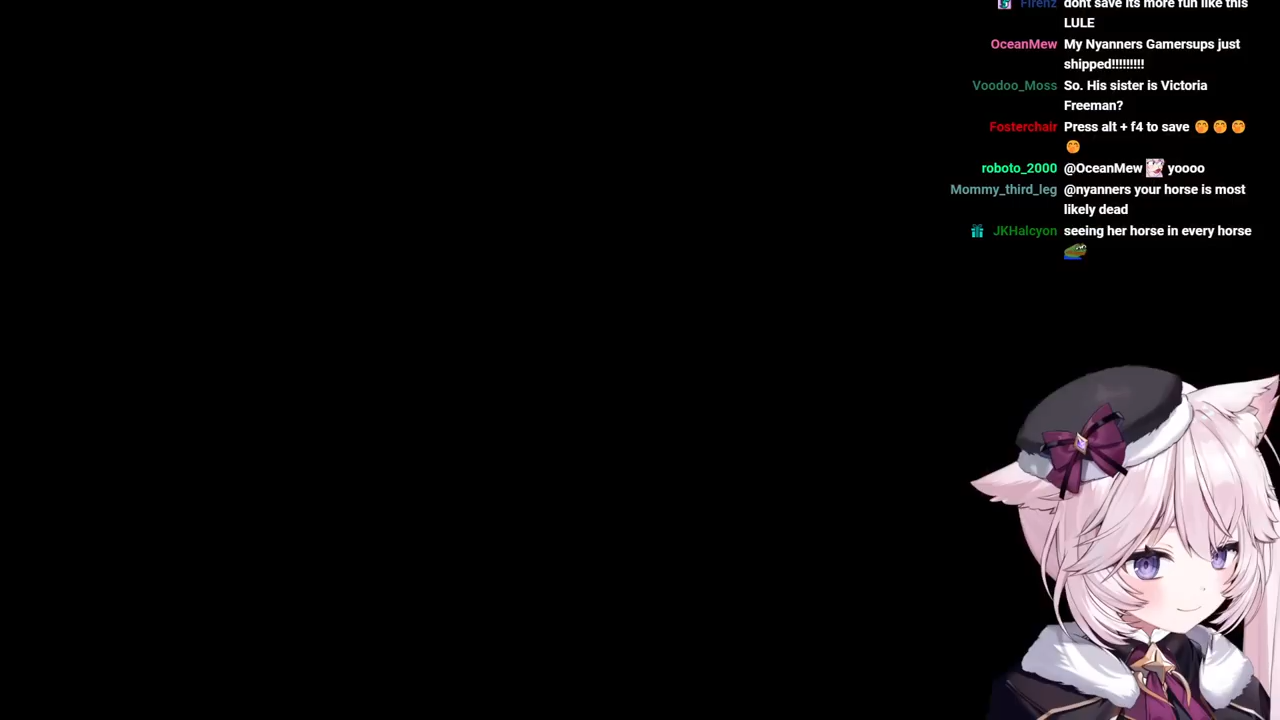 Firenz dont save its more fun like this
LULE
OceanMew My Nyanners Gamersups just
shipped!!!!!!!!!
Voodoo_Moss So. His sister is Victoria
Freeman?
Fosterchair Press alt + f4 to save
roboto_2000 @OceanMew yoooo
Mommy_third_leg @nyanners your horse is most
likely dead
JKHalcyon seeing her horse in every horse